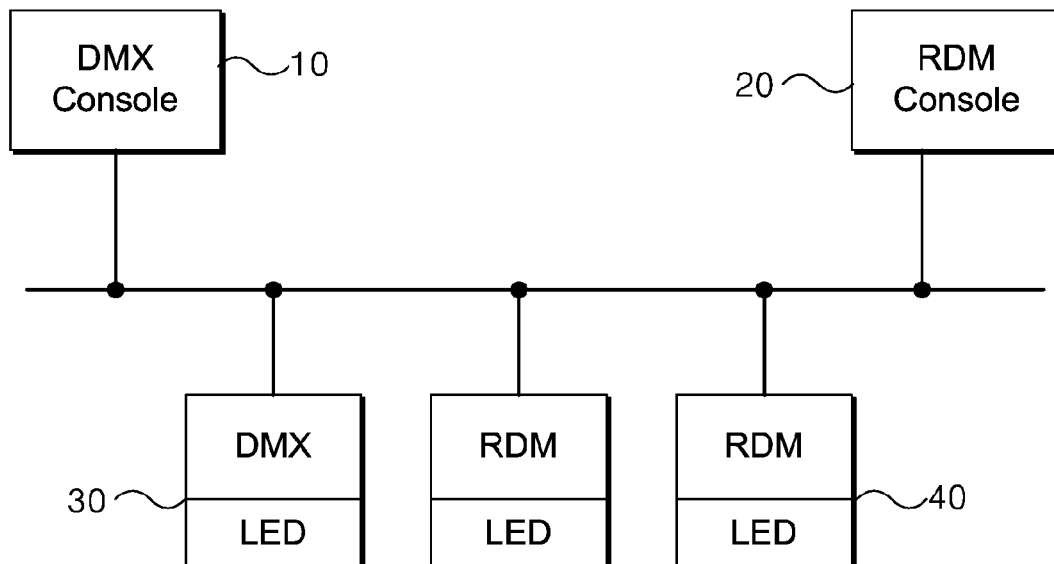 DMX
Console
10
20
RDM
Console
DMX
RDM
RDM
30
40
LED
LED
LED